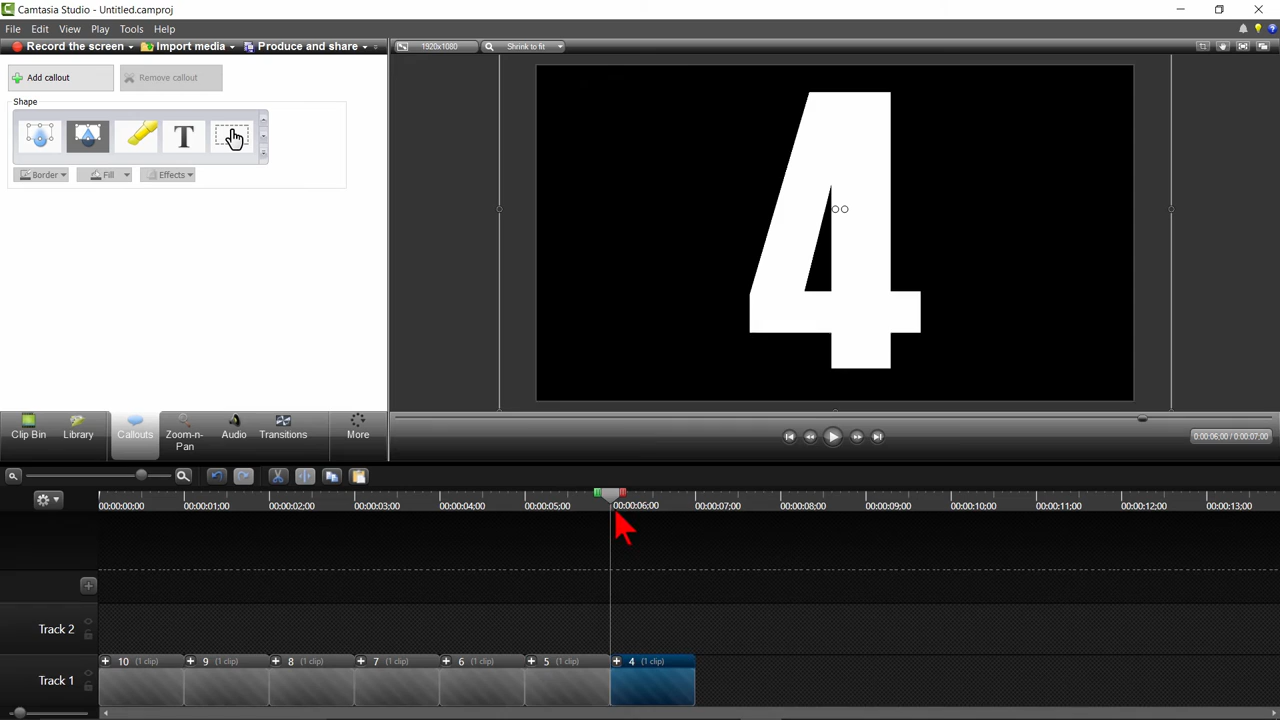 Camtasia Studio - Untitled.camproj
File Edit View Play Tools Help
Record the screen Import media Produce and share
1920x1080 Shrink to fit
Add callout Remove callout
Shape
T
Border Fill Effects
4
Clip Bin Library Callouts Zoom-n-Pan Audio Transitions More
0:00:06;00 / 0:00:07;00
00:00:00;00 00:00:01;00 00:00:02;00 00:00:03;00 00:00:04;00 00:00:05;00 00:00:06;00 00:00:07;00 00:00:08;00 00:00:09;00 00:00:10;00 00:00:11;00 00:00:12;00 00:00:13;00
Track 2
10 (1 clip) 9 (1 clip) 8 (1 clip) 7 (1 clip) 6 (1 clip) 5 (1 clip) 4 (1 clip)
Track 1